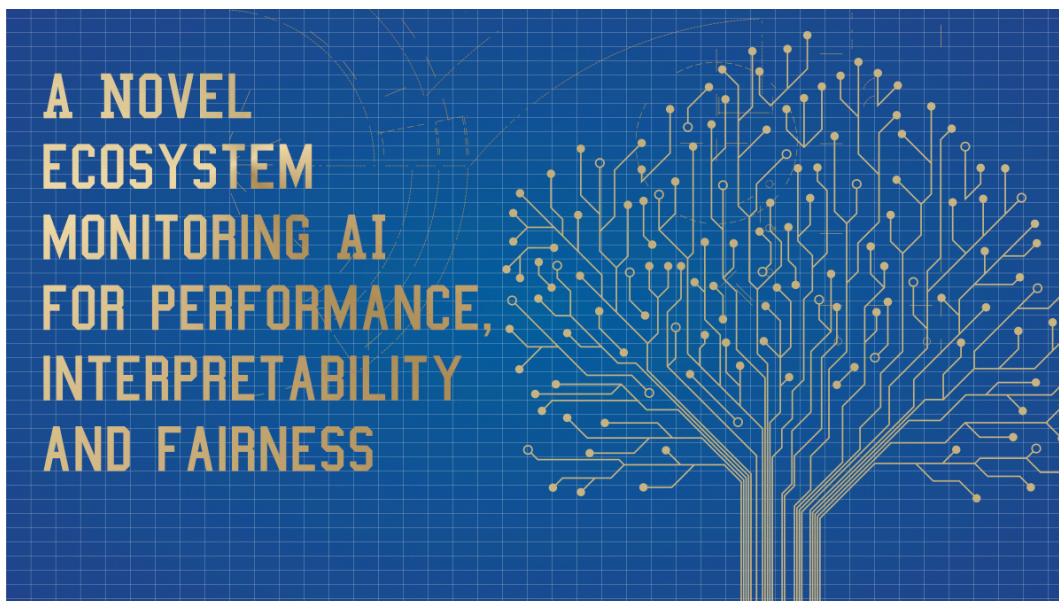 A NOVEL
ECOSYSTEM
MONITORING AI
FOR PERFORMANCE,
INTERPRETABILITY
AND FAIRNESS